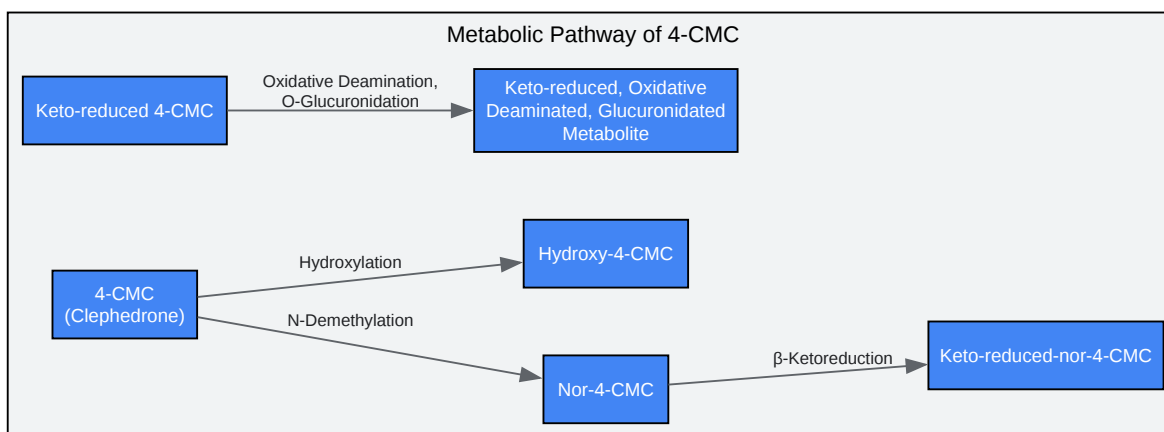 Metabolic Pathway of 4-CMC
Keto-reduced 4-CMC
Oxidative Deamination,
O-Glucuronidation
Keto-reduced, Oxidative
Deaminated, Glucuronidated
Metabolite
4-CMC
(Clephedrone)
Hydroxylation
Hydroxy-4-CMC
N-Demethylation
Nor-4-CMC
β-Ketoreduction
Keto-reduced-nor-4-CMC